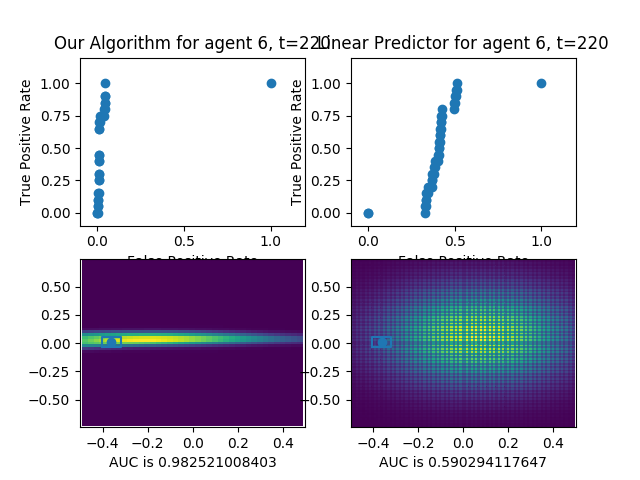 Our Algorithm for agent 6, t=220
Linear Predictor for agent 6, t=220
True Positive Rate
1.00
0.75
0.50
0.25
0.00
0.0 0.5 1.0
False Positive Rate
True Positive Rate
1.00
0.75
0.50
0.25
0.00
0.0 0.5 1.0
False Positive Rate
0.50
0.25
0.00
−0.25
−0.50
−0.4 −0.2 0.0 0.2 0.4
AUC is 0.982521008403
0.50
0.25
0.00
−0.25
−0.50
−0.4 −0.2 0.0 0.2 0.4
AUC is 0.590294117647